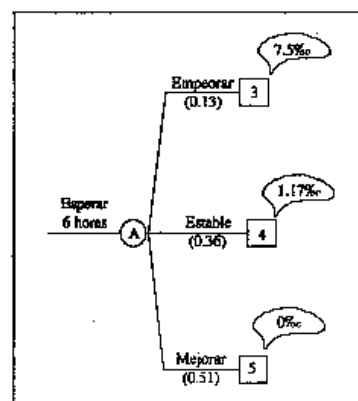 7.5‰
Empeorar
(0.13)
3
1.17‰
Esperar
6 horas
A
Estable
(0.36)
4
0‰
Mejorar
(0.51)
5